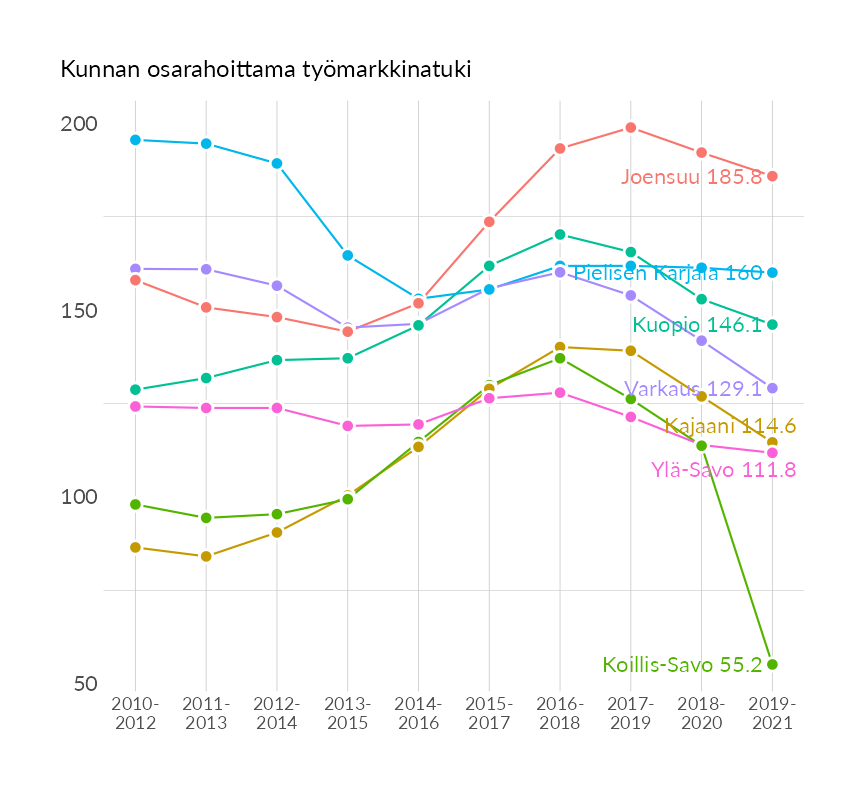 Kunnan osarahoittama työmarkkinatuki
200
150
100
50
Joensuu 185.8
Pielisen Karjala 160
Kuopio 146.1
Varkaus 129.1
Kajaani 114.6
Ylä-Savo 111.8
Koillis-Savo 55.2
2010- 2011- 2012- 2013- 2014- 2015- 2016- 2017- 2018- 2019-
2012 2013 2014 2015 2016 2017 2018 2019 2020 2021